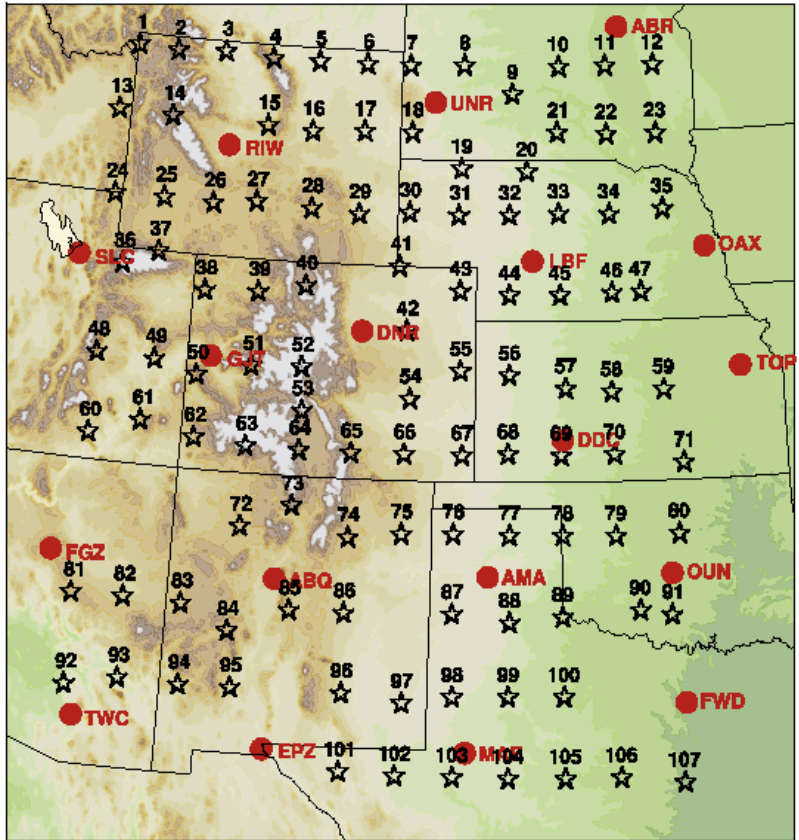 1 2 3 4 5 6 7 8 10 11 12 ABR
9
13 14 15 16 17 18 UNR 21 22 23
RIW
19 20
24 25 26 27 28 29 30 31 32 33 34 35
36 37 SLC 41 LBF OAX
38 39 40 43 44 45 46 47
42
48 49 50 GJT 51 52 DNR 55 56 57 58 59 TOP
53 54
60 61 62 63 64 65 66 67 68 69 DDC 70 71
72 73 74 75 76 77 78 79 80
FGZ
81 82 83 ABQ 85 86 87 AMA 88 89 90 91 OUN
84
92 93 94 95 96 97 98 99 100 FWD
TWC
EPZ 101 102 103 MAF 104 105 106 107